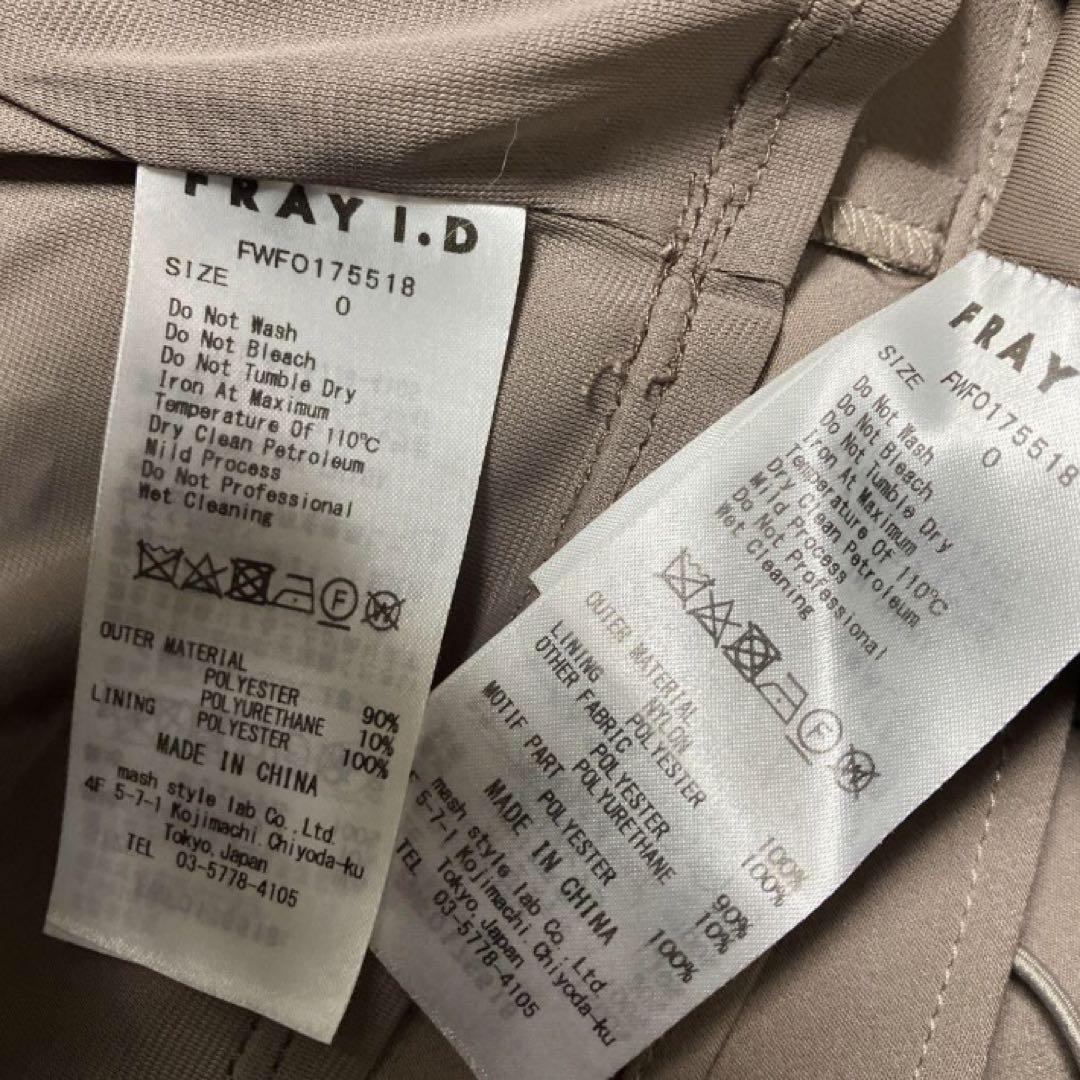 FRAY I.D
FWFO175518
SIZE 0
Do Not Wash
Do Not Bleach
Do Not Tumble Dry
Iron At Maximum
Temperature Of 110℃
Dry Clean Petroleum
Mild Process
Do Not Professional
Wet Cleaning
F W
OUTER MATERIAL
POLYESTER 90%
POLYURETHANE 10%
LINING POLYESTER 100%
MADE IN CHINA
mash style lab Co.,Ltd.
4F 5-7-1 Kojimachi.Chiyoda-ku
Tokyo,Japan
TEL 03-5778-4105
FRAY
FWFO175518
SIZE 0
Do Not Wash
Do Not Bleach
Do Not Tumble Dry
Iron At Maximum
Temperature Of 110℃
Dry Clean Petroleum
Mild Process
Do Not Professional
Wet Cleaning
F W
OUTER MATERIAL
NYLON 100%
LINING POLYESTER 100%
OTHER FABRIC
POLYESTER 90%
POLYURETHANE 10%
MOTIF PART POLYESTER 100%
MADE IN CHINA
mash style lab Co.,Ltd.
F 5-7-1 Kojimachi.Chiyoda-ku
Tokyo,Japan
TEL 03-5778-4105